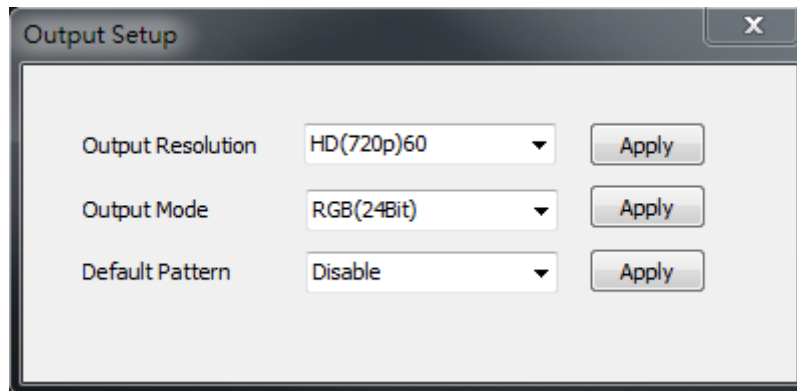 Output Setup
Output Resolution HD(720p)60 Apply
Output Mode RGB(24Bit) Apply
Default Pattern Disable Apply